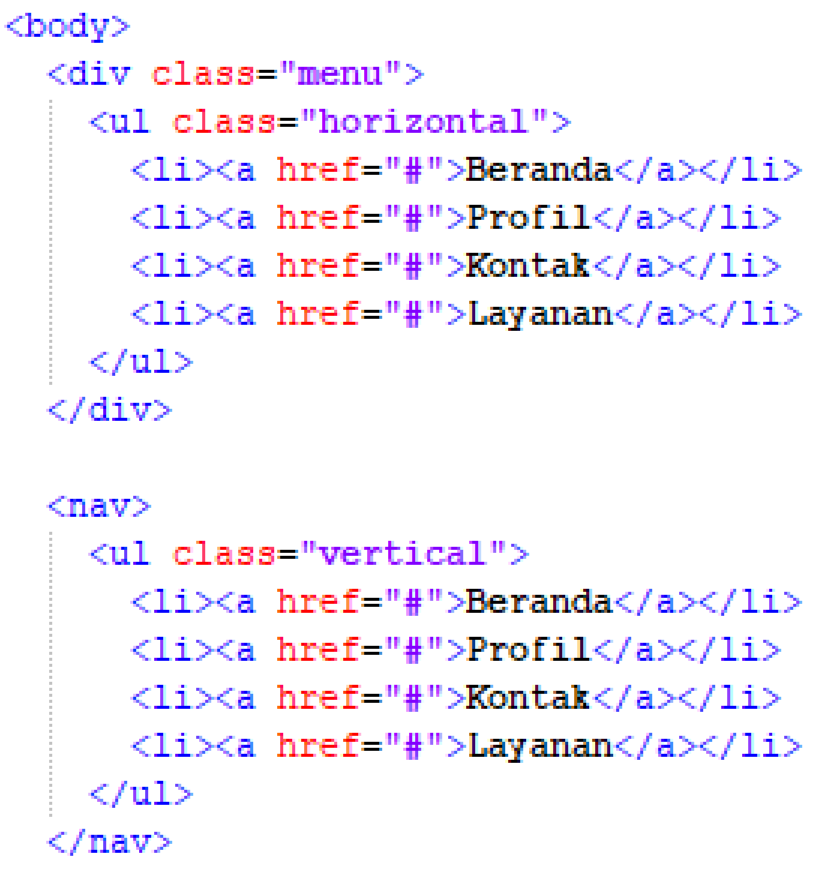 <body>
<div class="menu">
<ul class="horizontal">
<li><a href="#">Beranda</a></li>
<li><a href="#">Profil</a></li>
<li><a href="#">Kontak</a></li>
<li><a href="#">Layanan</a></li>
</ul>
</div>
<nav>
<ul class="vertical">
<li><a href="#">Beranda</a></li>
<li><a href="#">Profil</a></li>
<li><a href="#">Kontak</a></li>
<li><a href="#">Layanan</a></li>
</ul>
</nav>